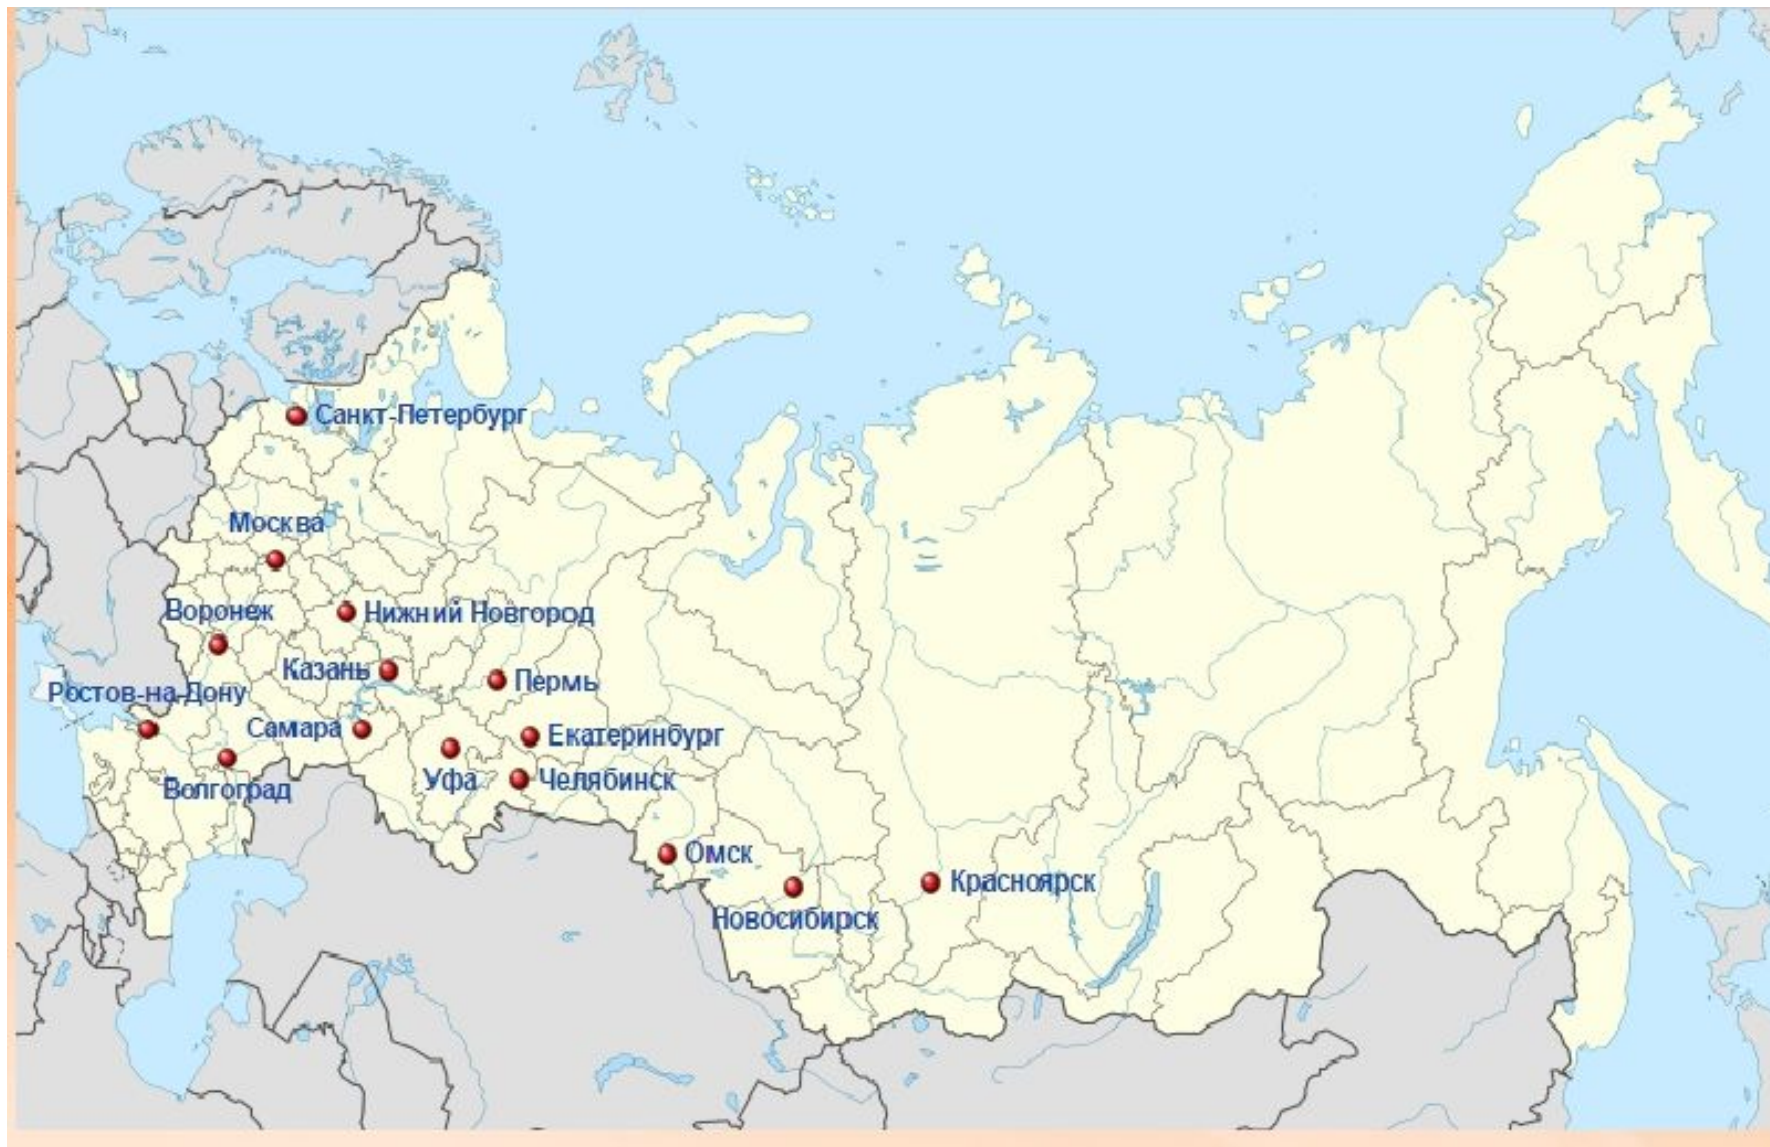 Санкт-Петербург
Москва
Воронеж
Нижний Новгород
Казань
Пермь
Ростов-на-Дону
Самара
Екатеринбург
Уфа
Челябинск
Волгоград
Омск
Красноярск
Новосибирск